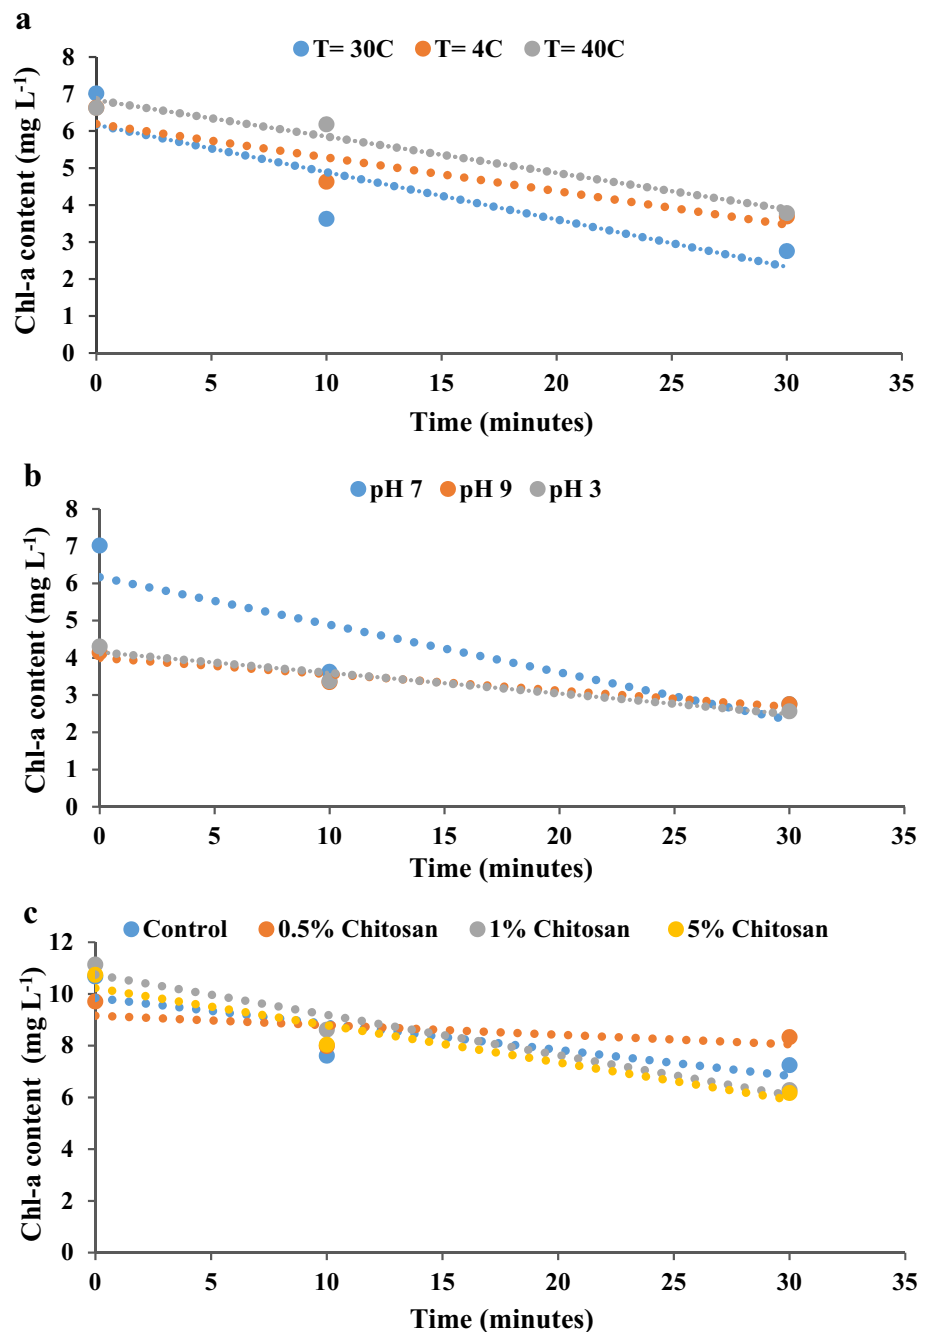 a
T= 30C T= 4C T= 40C
8
7
6
5
4
3
2
1
0
0 5 10 15 20 25 30 35
Chl-a content (mg L-1)
Time (minutes)
b
pH 7 pH 9 pH 3
8
7
6
5
4
3
2
1
0
0 5 10 15 20 25 30 35
Chl-a content (mg L-1)
Time (minutes)
c
Control 0.5% Chitosan 1% Chitosan 5% Chitosan
12
10
8
6
4
2
0
0 5 10 15 20 25 30 35
Chl-a content (mg L-1)
Time (minutes)